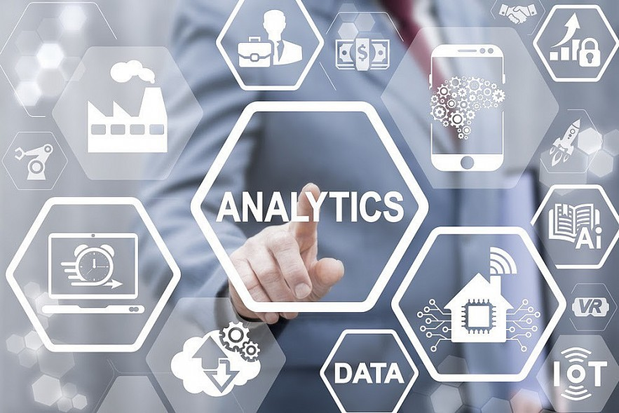 ANALYTICS
Ai
VR
DATA
IoT